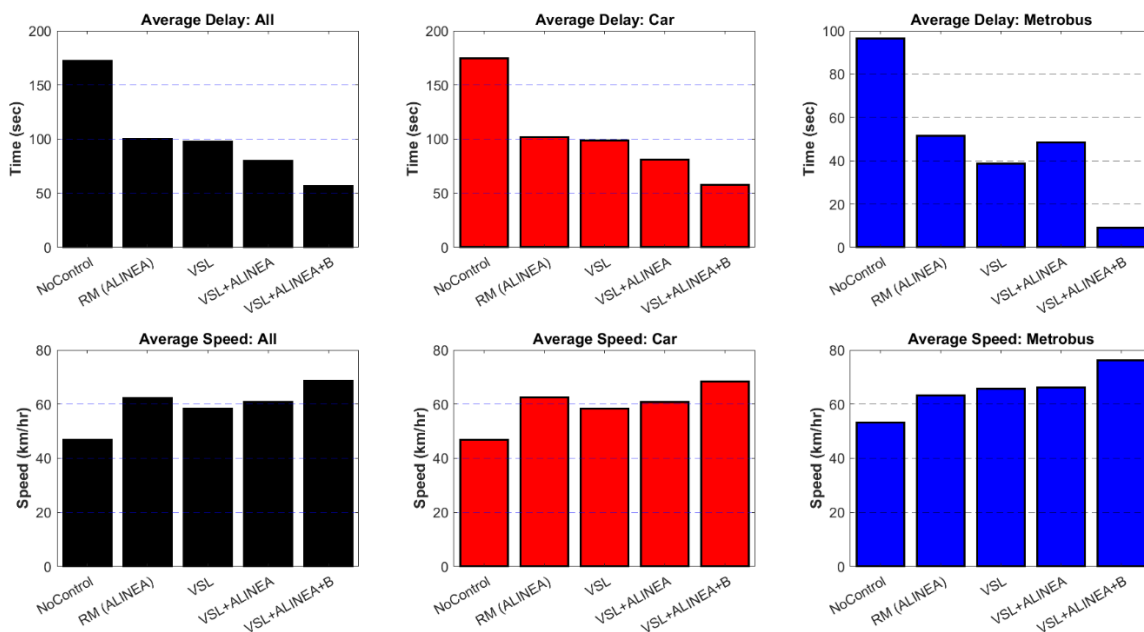 Average Delay: All
Time (sec)
200
150
100
50
0
NoControl
RM (ALINEA)
VSL
VSL+ALINEA
VSL+ALINEA+B
Average Delay: Car
Time (sec)
200
150
100
50
0
NoControl
RM (ALINEA)
VSL
VSL+ALINEA
VSL+ALINEA+B
Average Delay: Metrobus
Time (sec)
100
80
60
40
20
0
NoControl
RM (ALINEA)
VSL
VSL+ALINEA
VSL+ALINEA+B
Average Speed: All
Speed (km/hr)
80
60
40
20
0
NoControl
RM (ALINEA)
VSL
VSL+ALINEA
VSL+ALINEA+B
Average Speed: Car
Speed (km/hr)
80
60
40
20
0
NoControl
RM (ALINEA)
VSL
VSL+ALINEA
VSL+ALINEA+B
Average Speed: Metrobus
Speed (km/hr)
80
60
40
20
0
NoControl
RM (ALINEA)
VSL
VSL+ALINEA
VSL+ALINEA+B